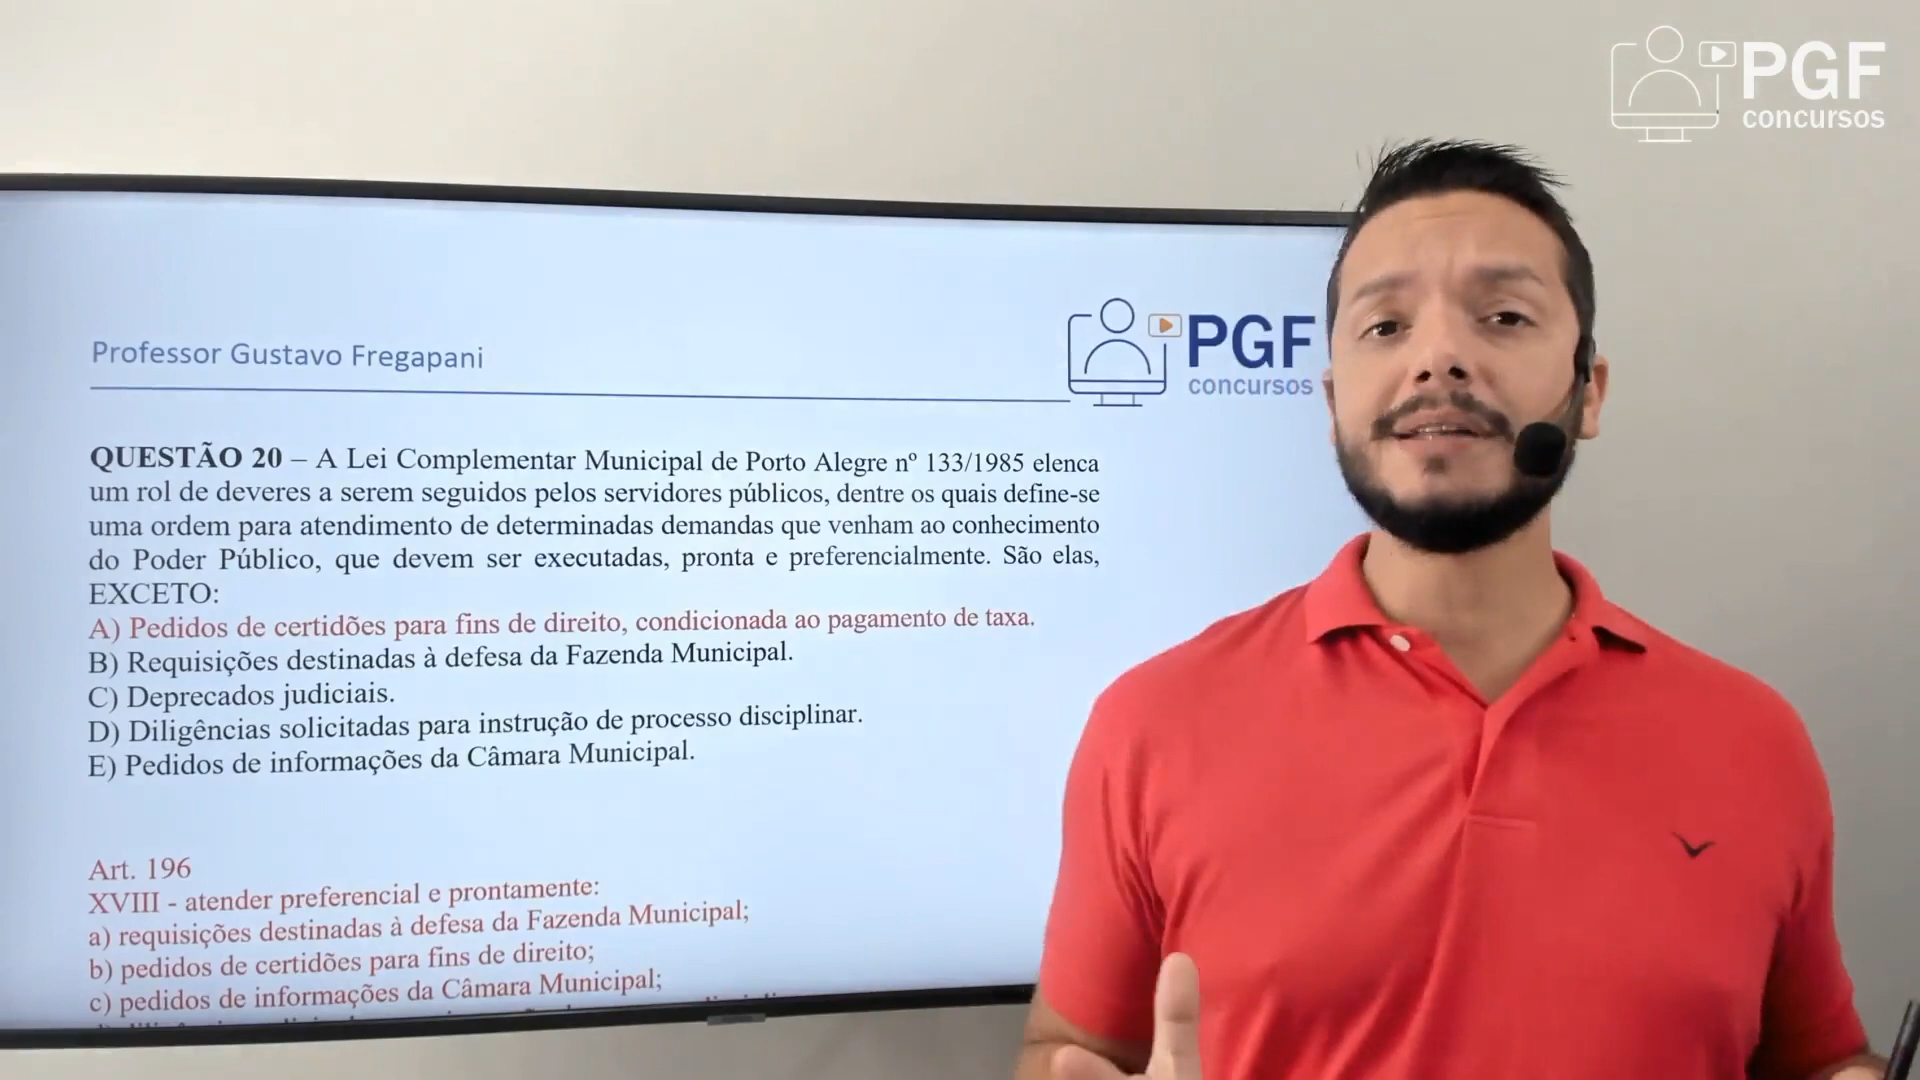 PGF
concursos
Professor Gustavo Fregapani
PGF
concursos
QUESTÃO 20 – A Lei Complementar Municipal de Porto Alegre nº 133/1985 elenca
um rol de deveres a serem seguidos pelos servidores públicos, dentre os quais define-se
uma ordem para atendimento de determinadas demandas que venham ao conhecimento
do Poder Público, que devem ser executadas, pronta e preferencialmente. São elas,
EXCETO:
A) Pedidos de certidões para fins de direito, condicionada ao pagamento de taxa.
B) Requisições destinadas à defesa da Fazenda Municipal.
C) Deprecados judiciais.
D) Diligências solicitadas para instrução de processo disciplinar.
E) Pedidos de informações da Câmara Municipal.
Art. 196
XVIII - atender preferencial e prontamente:
a) requisições destinadas à defesa da Fazenda Municipal;
b) pedidos de certidões para fins de direito;
c) pedidos de informações da Câmara Municipal;